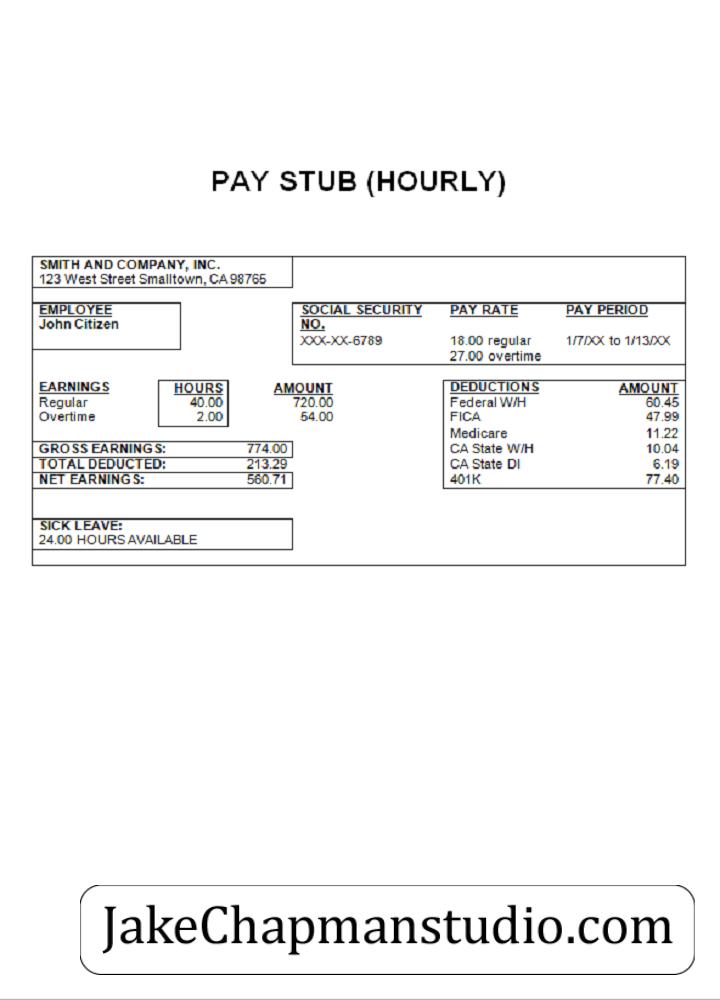 PAY STUB (HOURLY)
SMITH AND COMPANY, INC.
123 West Street Smalltown, CA 98765
EMPLOYEE
John Citizen
SOCIAL SECURITY NO.
XXX-XX-6789
PAY RATE
18.00 regular
27.00 overtime
PAY PERIOD
1/7/XX to 1/13/XX
EARNINGS HOURS AMOUNT
Regular 40.00 720.00
Overtime 2.00 54.00
GROSS EARNINGS: 774.00
TOTAL DEDUCTED: 213.29
NET EARNINGS: 560.71
DEDUCTIONS AMOUNT
Federal W/H 60.45
FICA 47.99
Medicare 11.22
CA State W/H 10.04
CA State DI 6.19
401K 77.40
SICK LEAVE:
24.00 HOURS AVAILABLE
JakeChapmanstudio.com